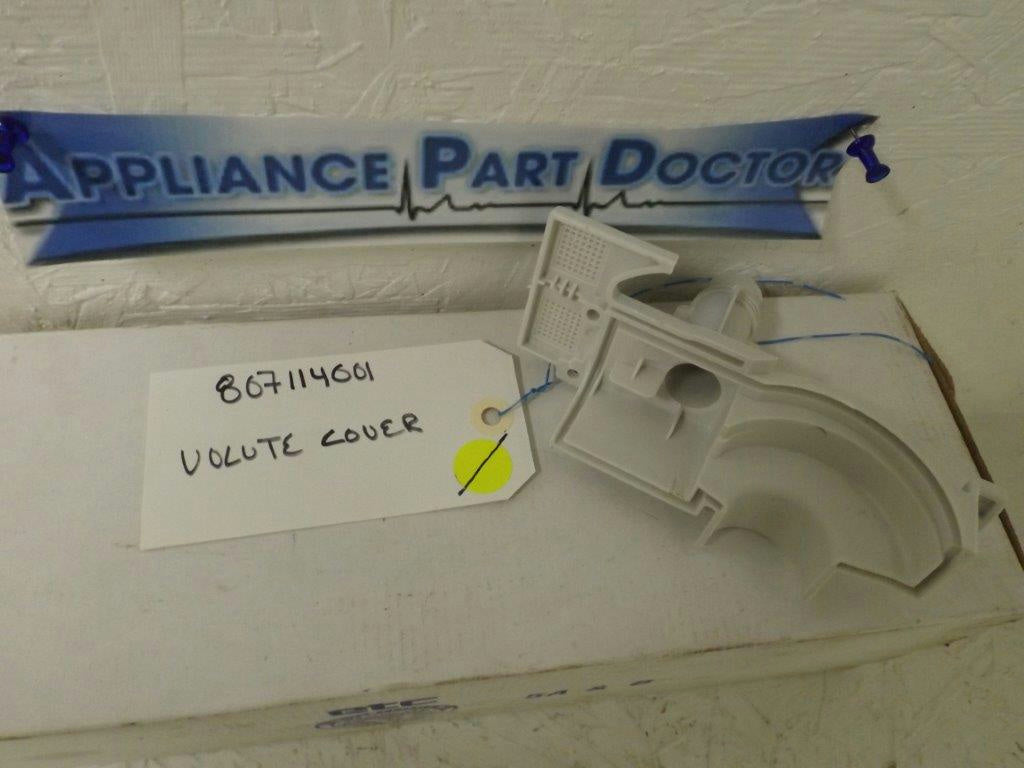 APPLIANCE PART DOCTOR
807114001
VOLUTE COVER